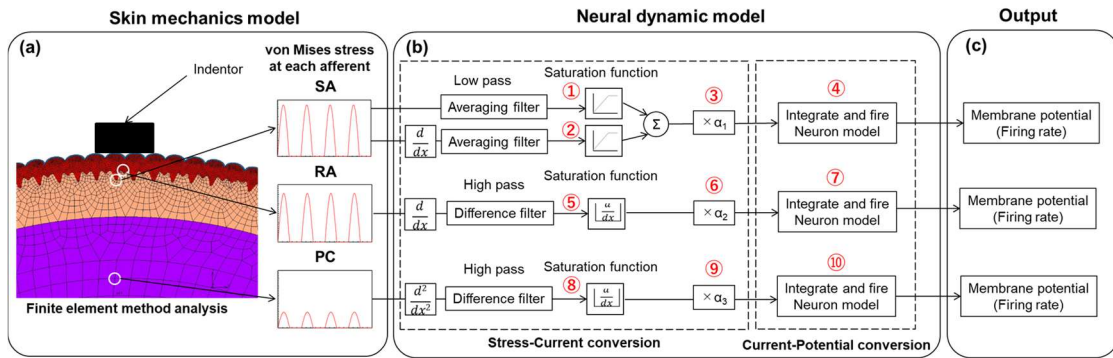 Skin mechanics model
Neural dynamic model
Output
(a)
Indentor
von Mises stress
at each afferent
SA
RA
PC
Finite element method analysis
(b)
Low pass
Saturation function
Averaging filter
①
d
dx
Averaging filter
②
Σ
③
× α₁
④
Integrate and fire
Neuron model
High pass
Saturation function
d
dx
Difference filter
⑤
u
dx
⑥
× α₂
⑦
Integrate and fire
Neuron model
High pass
Saturation function
d²
dx²
Difference filter
⑧
u
dx
⑨
× α₃
⑩
Integrate and fire
Neuron model
Stress-Current conversion
Current-Potential conversion
(c)
Membrane potential
(Firing rate)
Membrane potential
(Firing rate)
Membrane potential
(Firing rate)